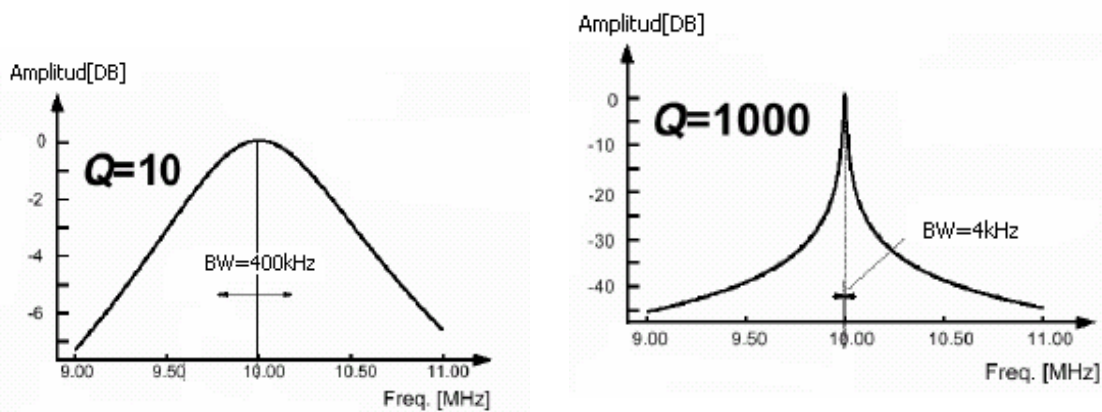 Amplitud[DB]
0
-2
-4
-6
Q=10
BW=400kHz
9.00 9.50 10.00 10.50 11.00
Freq. [MHz]
Amplitud[DB]
0
-10
-20
-30
-40
Q=1000
BW=4kHz
9.00 9.50 10.00 10.50 11.00
Freq. [MHz]